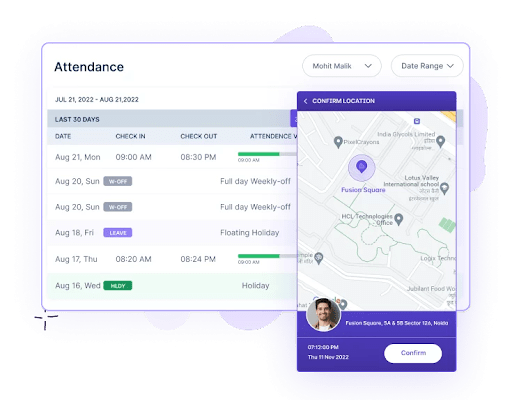 Attendance
Mohit Malik
Date Range
JUL 21, 2022 - AUG 21,2022
LAST 30 DAYS
DATE CHECK IN CHECK OUT ATTENDENCE
Aug 21, Mon 09:00 AM 08:30 PM
09:00 AM
Aug 20, Sun W-OFF Full day Weekly-off
Aug 20, Sun W-OFF Full day Weekly-off
Aug 18, Fri LEAVE Floating Holiday
Aug 17, Thu 08:20 AM 08:24 PM
09:00 AM
Aug 16, Wed HLDY Holiday
CONFIRM LOCATION
India Glycols Limited
PixelCrayons
Fusion Square
Lotus Valley
International school
HCL Technologies
Office
Logix
Jubilant Food
Fusion Square, 5A & 5B Sector 126, Noida
07:12:00 PM
Thu 11 Nov 2022
Confirm